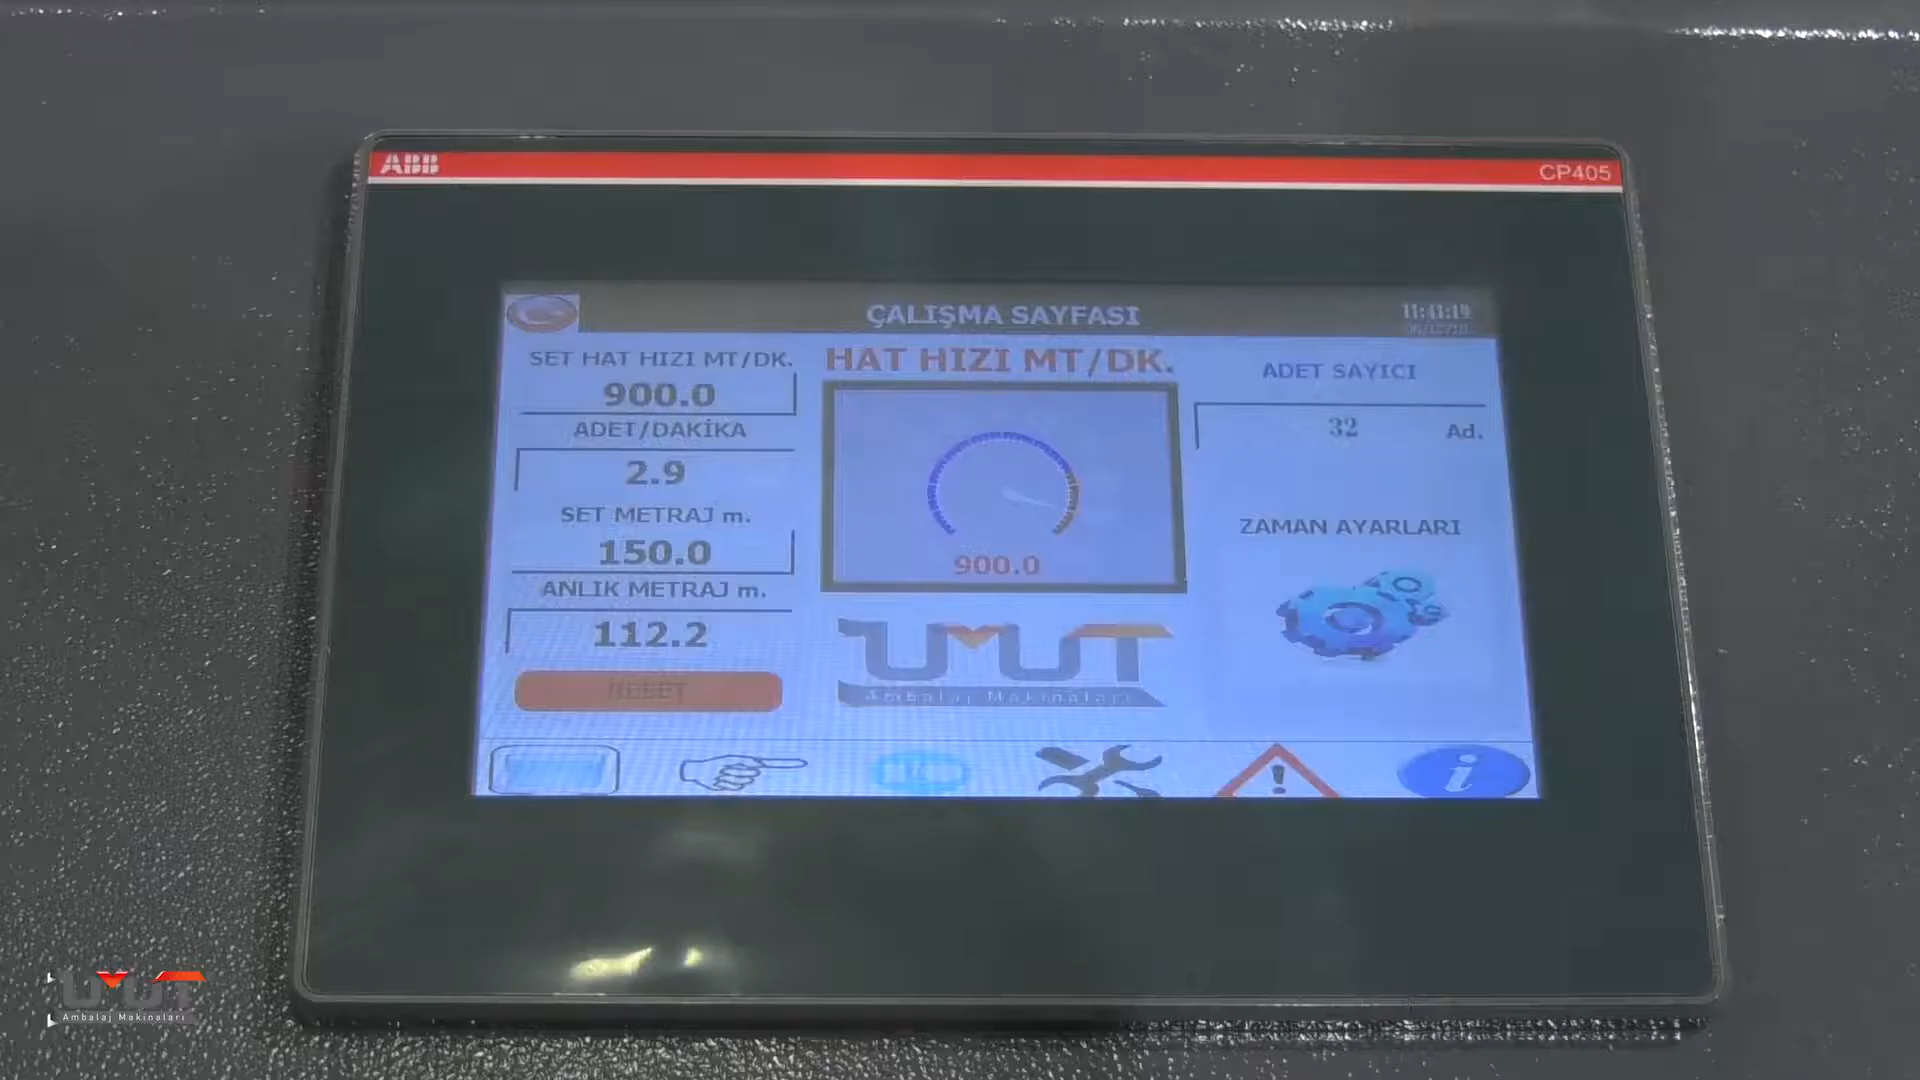 ABB
CP405
ÇALIŞMA SAYFASI
11:41:19
SET HAT HIZI MT/DK.
900.0
ADET/DAKİKA
2.9
SET METRAJ m.
150.0
ANLIK METRAJ m.
112.2
RESET
HAT HIZI MT/DK.
900.0
UMUT
Ambalaj Makinaları
ADET SAYICI
32 Ad.
ZAMAN AYARLARI
i
UMUT
Ambalaj Makinaları